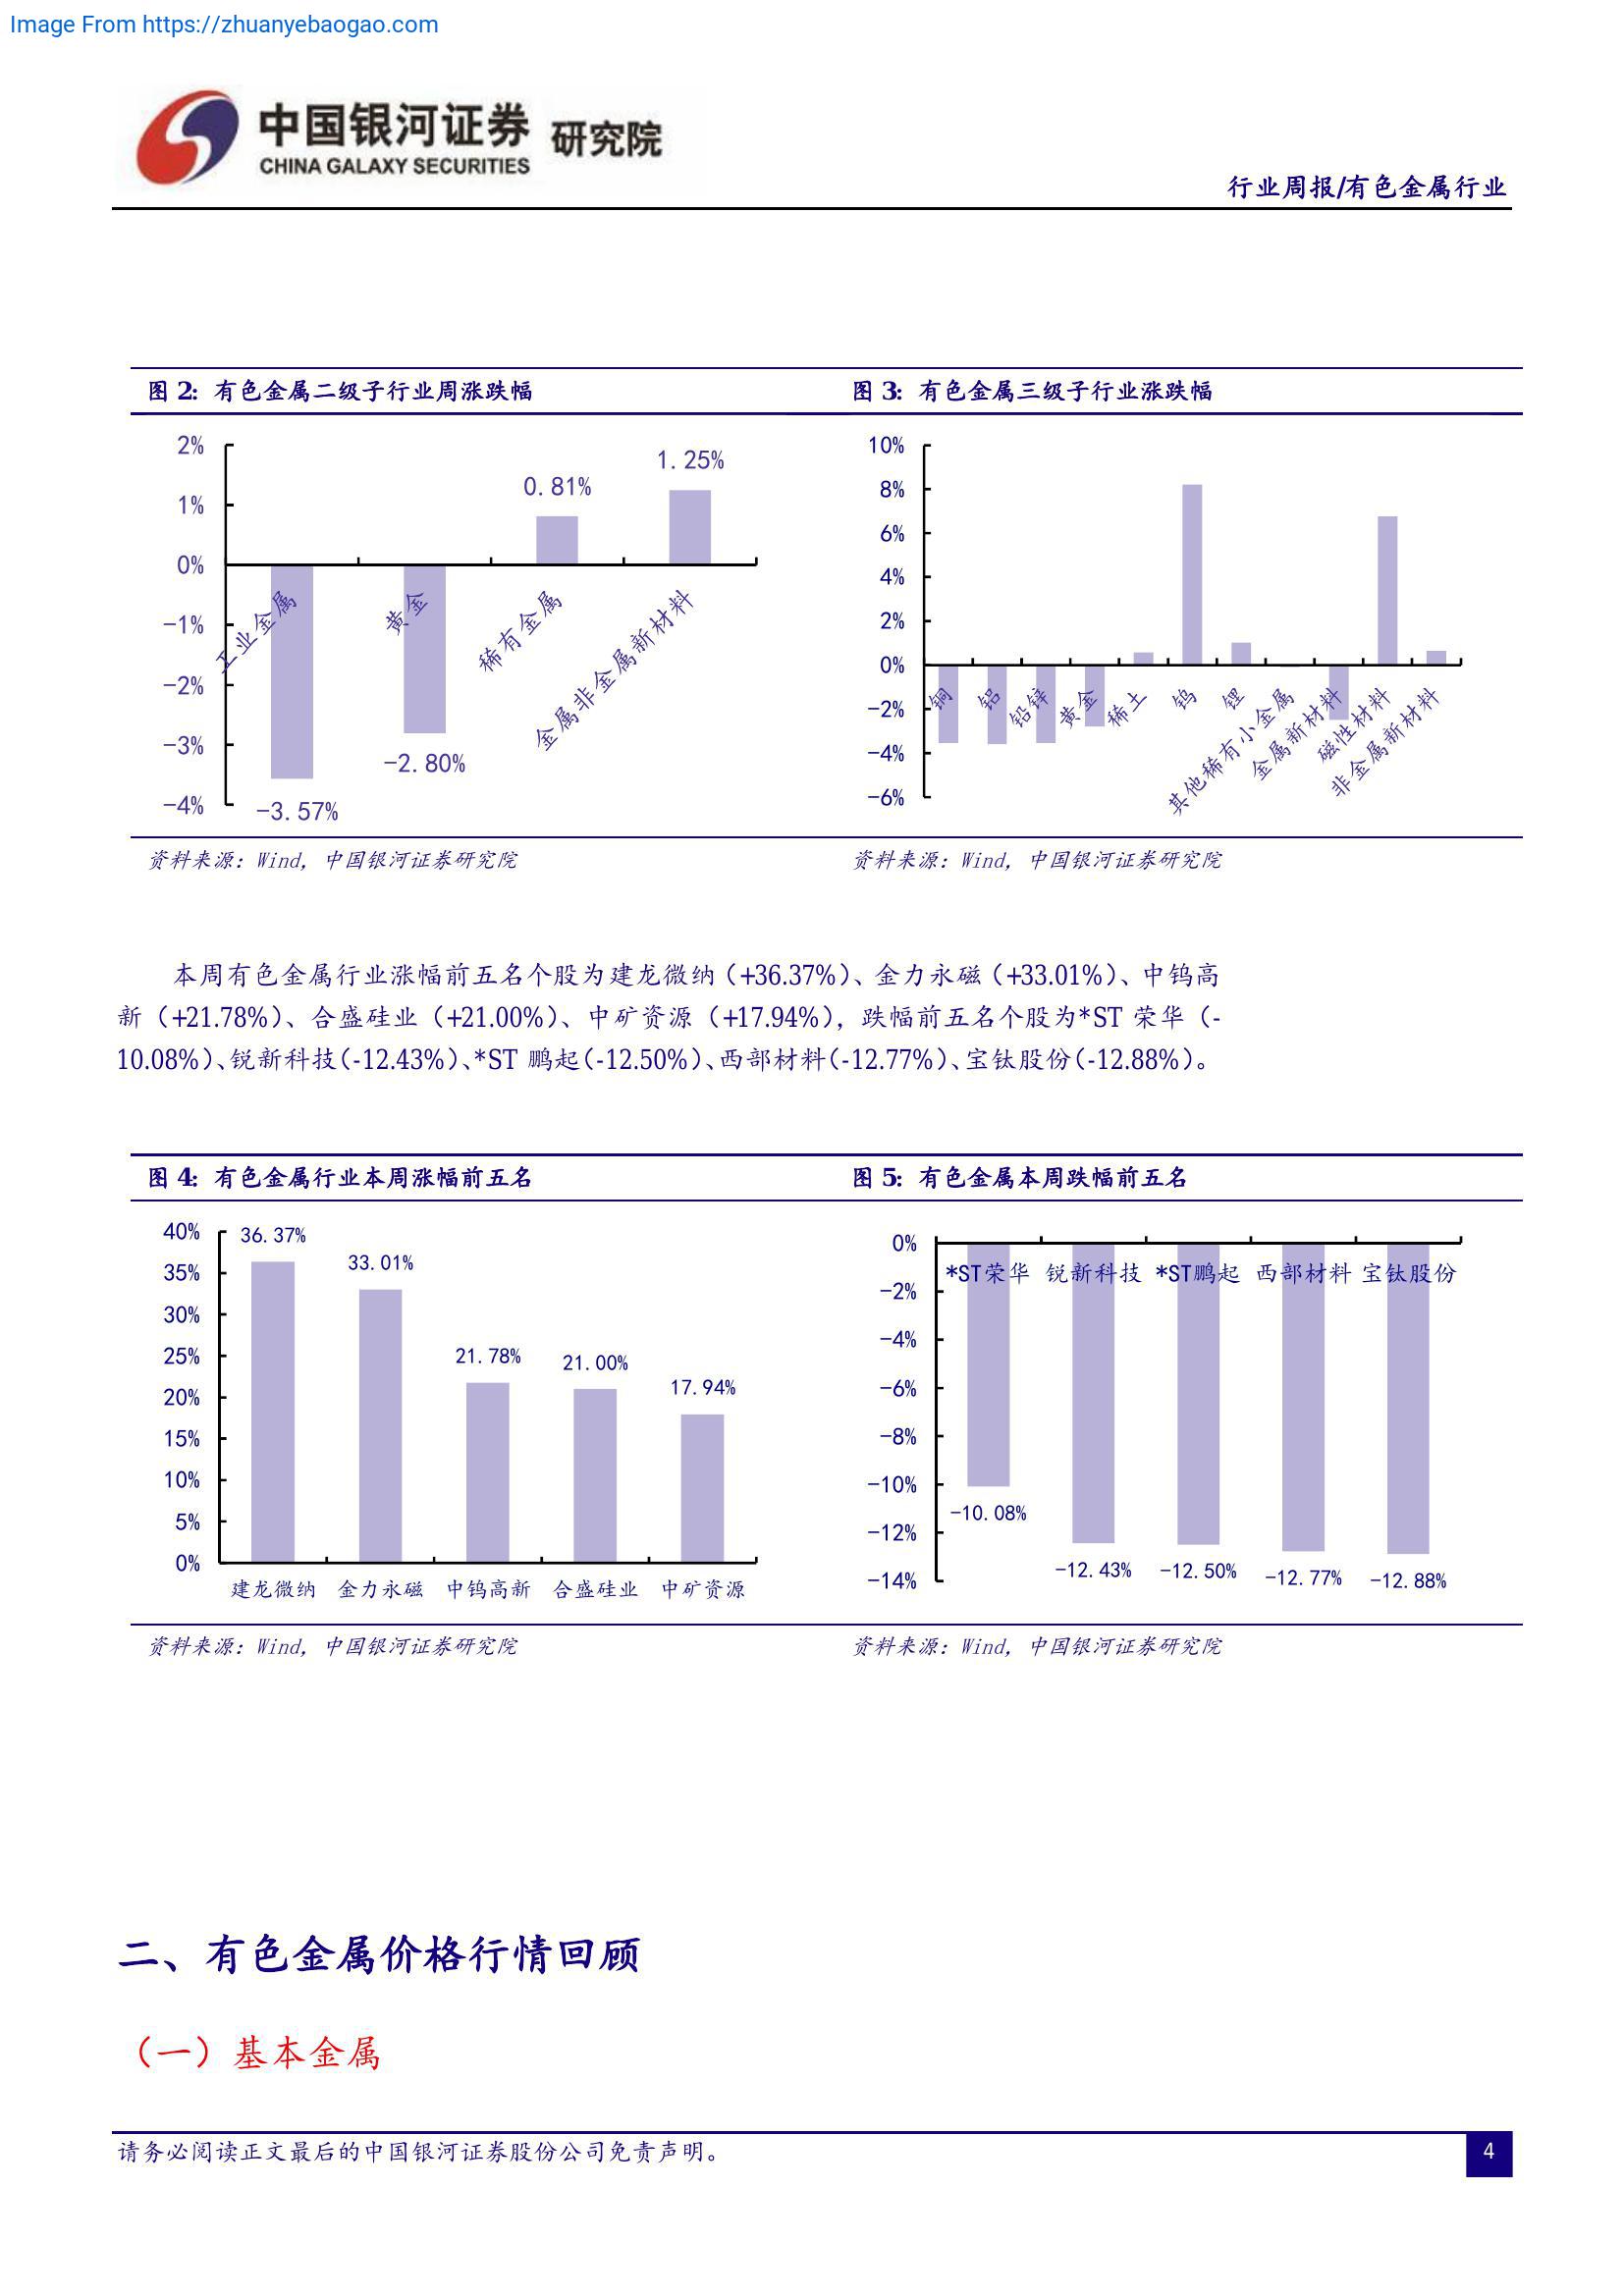 Image From https://zhuanyebaogao.com
中国银河证券 研究院
CHINA GALAXY SECURITIES
行业周报/有色金属行业
图 2: 有色金属二级子行业周涨跌幅
2%
1%
0%
-1%
-2%
-3%
-4%
-3.57%
-2.80%
0.81%
1.25%
工业金属
黄金
稀有金属
金属非金属新材料
资料来源: Wind, 中国银河证券研究院
图 3: 有色金属三级子行业涨跌幅
10%
8%
6%
4%
2%
0%
-2%
-4%
-6%
铜
铝
铅锌
黄金
稀土
钨
锂
其他稀有小金属
金属新材料
磁性材料
非金属新材料
资料来源: Wind, 中国银河证券研究院
本周有色金属行业涨幅前五名个股为建龙微纳（+36.37%）、金力永磁（+33.01%）、中钨高
新（+21.78%）、合盛硅业（+21.00%）、中矿资源（+17.94%），跌幅前五名个股为*ST 荣华（-
10.08%）、锐新科技（-12.43%）、*ST 鹏起（-12.50%）、西部材料（-12.77%）、宝钛股份（-12.88%）。
图 4: 有色金属行业本周涨幅前五名
40%
35%
30%
25%
20%
15%
10%
5%
0%
36.37%
33.01%
21.78%
21.00%
17.94%
建龙微纳 金力永磁 中钨高新 合盛硅业 中矿资源
资料来源: Wind, 中国银河证券研究院
图 5: 有色金属本周跌幅前五名
0%
-2%
-4%
-6%
-8%
-10%
-12%
-14%
*ST荣华 锐新科技 *ST鹏起 西部材料 宝钛股份
-10.08%
-12.43%
-12.50%
-12.77%
-12.88%
资料来源: Wind, 中国银河证券研究院
二、有色金属价格行情回顾
（一）基本金属
请务必阅读正文最后的中国银河证券股份公司免责声明。
4